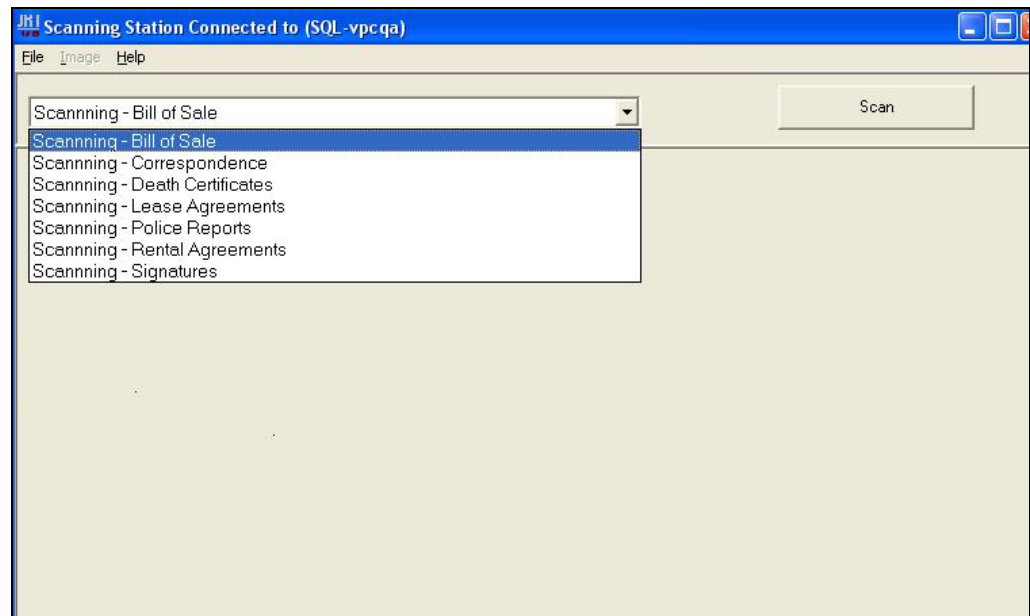 Scanning Station Connected to (SQL-vpcqa)
File Image Help
Scannning - Bill of Sale
Scan
Scannning - Bill of Sale
Scannning - Correspondence
Scannning - Death Certificates
Scannning - Lease Agreements
Scannning - Police Reports
Scannning - Rental Agreements
Scannning - Signatures